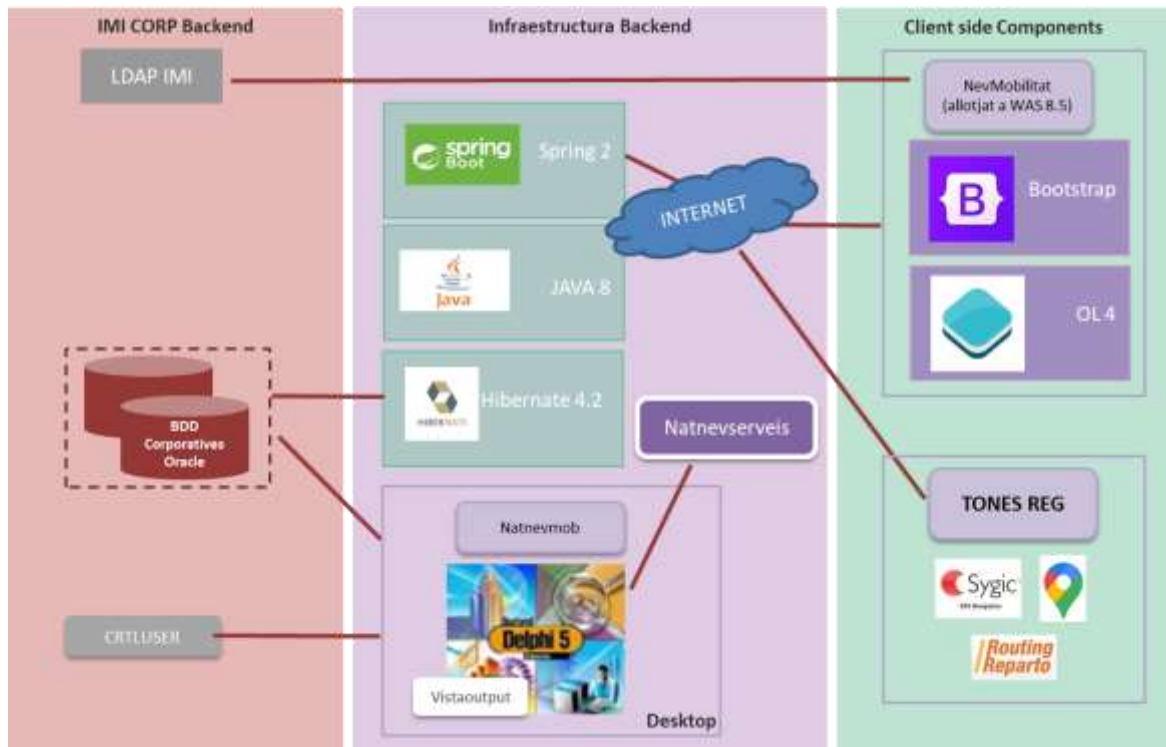 IMI CORP Backend
Infraestructura Backend
Client side Components
LDAP IMI
NevMobilitat
(allotjat a WAS 8.5)
spring
Boot
Spring 2
INTERNET
B
Bootstrap
Java
JAVA 8
OL 4
BDD
Corporatives
Oracle
HIBERNATE
Hibernate 4.2
Natnevserveis
Natnevmob
TONES REG
Sygic
Routing
Reparto
Delphi 5
CRTLUSER
Vistaoutput
Desktop